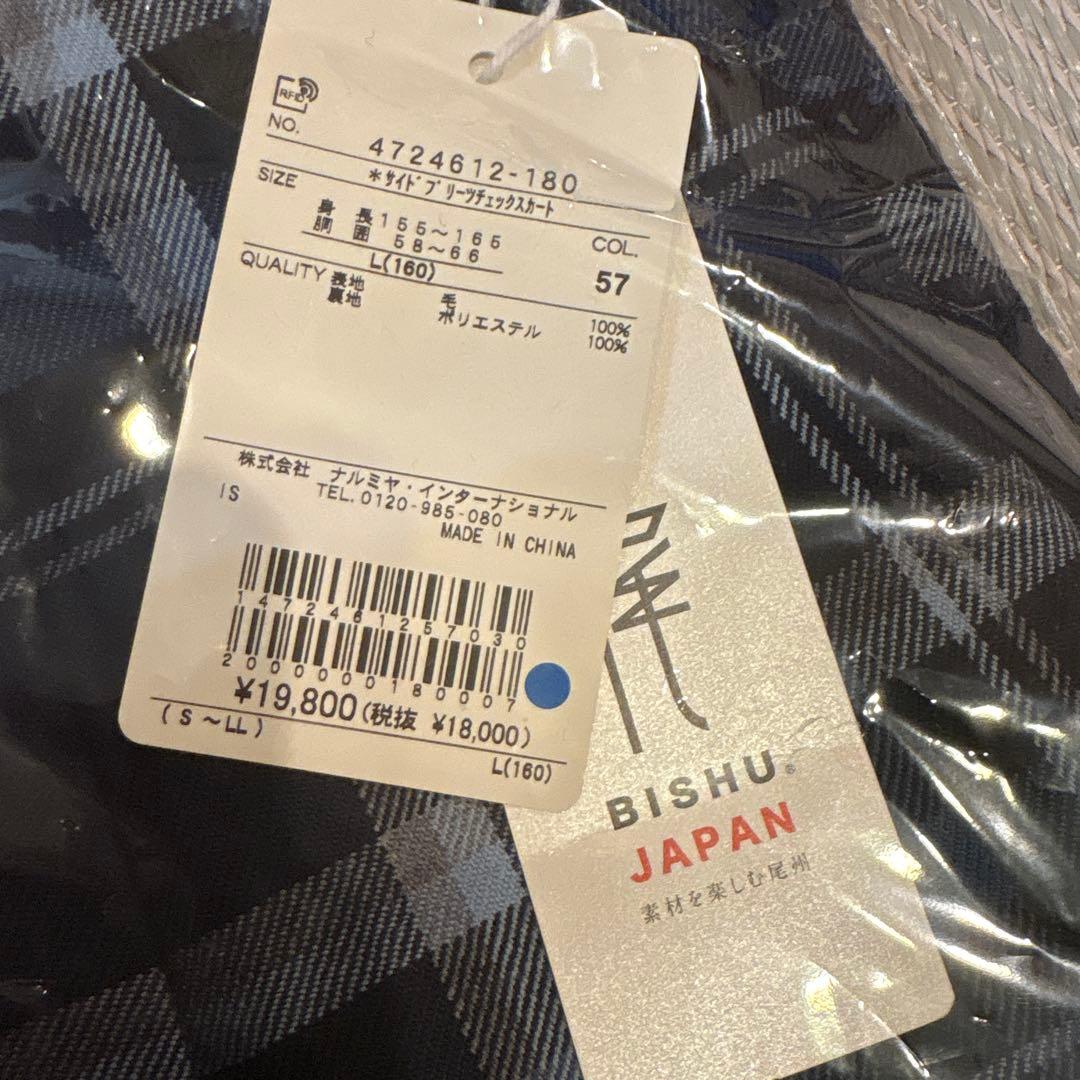 RFID
NO.
4724612-180
*サイドプリーツチェックスカート
SIZE
身長 155~165
胴囲 58~66
L(160)
COL.
57
QUALITY 表地 毛 100%
裏地 ポリエステル 100%
株式会社 ナルミヤ・インターナショナル
IS TEL.0120-985-080
MADE IN CHINA
1472461257030
2000000180007
¥19,800(税抜 ¥18,000)
(S~LL)
L(160)
尾
BISHU®
JAPAN
素材を楽しむ尾州